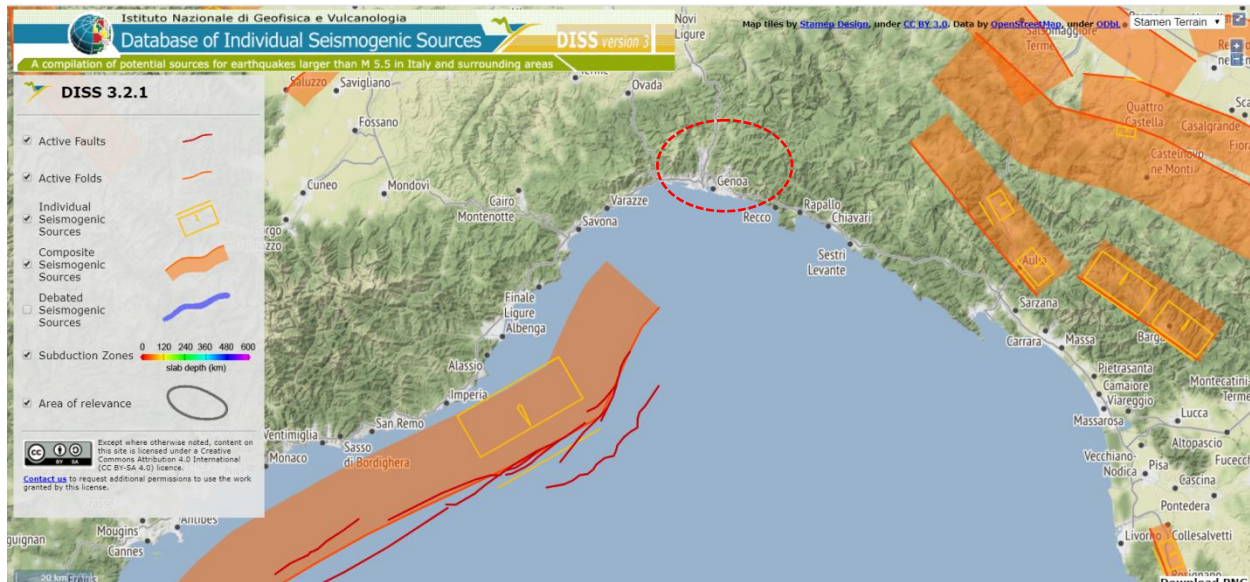 Istituto Nazionale di Geofisica e Vulcanologia
Database of Individual Seismogenic Sources
DISS version 3
A compilation of potential sources for earthquakes larger than M 5.5 in Italy and surrounding areas
Map tiles by Stamen Design, under CC BY 3.0. Data by OpenStreetMap, under ODbL
Stamen Terrain
DISS 3.2.1
Active Faults
Active Folds
Individual
Seismogenic
Sources
Composite
Seismogenic
Sources
Debated
Seismogenic
Sources
Subduction Zones
0 120 240 360 480 600
slab depth (km)
Area of relevance
cc
BY SA
Except where otherwise noted, content on
this site is licensed under a Creative
Commons Attribution 4.0 International
(CC BY-SA 4.0) licence.
Contact us to request additional permissions to use the work
granted by this license.
Novi
Ligure
Salsomaggiore
Terme
Saluzzo
Savigliano
Ovada
Fossano
Quattro
Castella
Casalgrande
Castelnovo
ne Monti
Cuneo
Mondovì
Cairo
Montenotte
Varazze
Savona
Genoa
Recco
Rapallo
Chiavari
Sestri
Levante
Aulla
Sarzana
Carrara
Massa
Barga
Finale
Ligure
Albenga
Alassio
Imperia
San Remo
Ventimiglia
Sasso
di Bordighera
Monaco
Antibes
Mougins
Cannes
Pietrasanta
Camaiore
Viareggio
Massarosa
Montecatini-
Terme
Lucca
Altopascio
Vecchiano-
Nodica
Pisa
Fucecch
Cascina
Pontedera
Livorno
Collesalvetti
Rosignano
20 km
Download PNG